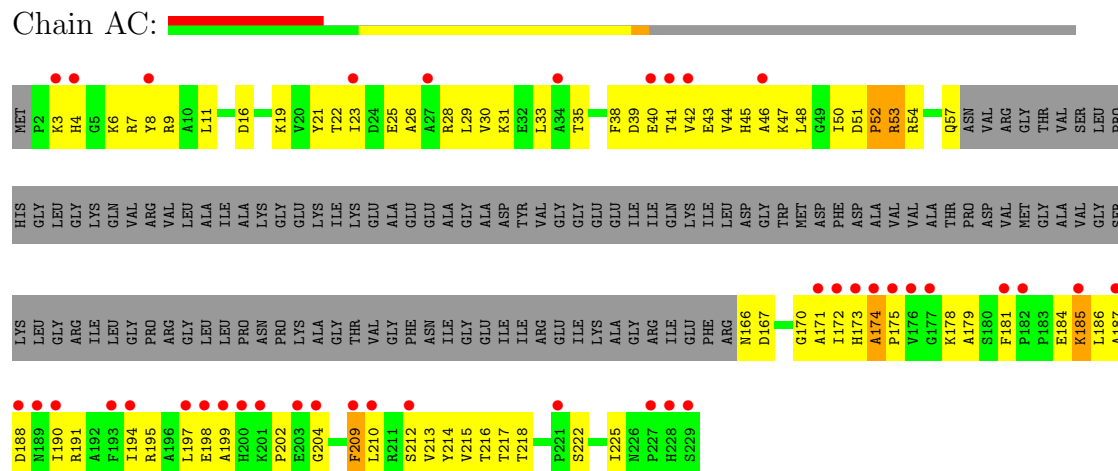 Chain AC:
MET P2 K3 H4 G5 K6 R7 Y8 R9 A10 L11 D16 K19 V20 Y21 T22 I23 D24 E25 A26 A27 R28 L29 V30 K31 E32 L33 A34 T35 F38 D39 E40 T41 V42 E43 V44 H45 A46 K47 L48 G49 I50 D51 P52 R53 R54 Q57 ASN VAL ARG GLY THR VAL SER LEU PRO
HIS GLY LEU GLY LYS GLN VAL ARG VAL LEU ALA ILE ALA LYS GLY GLU LYS ILE LYS GLU ALA GLU GLU ALA GLY ALA ASP TYR VAL GLY GLY GLU GLU ILE ILE GLN LYS ILE LEU ASP GLY TRP MET ASP PHE ASP ALA VAL VAL ALA THR PRO ASP VAL MET GLY ALA VAL GLY SER
LYS LEU GLY ARG ILE LEU GLY PRO ARG GLY LEU LEU PRO ASN PRO LYS ALA GLY THR VAL GLY PHE ASN ILE GLY GLU ILE ILE ARG GLU ILE LYS ALA GLY ARG ILE GLU PHE ARG N166 D167 G170 A171 I172 H173 A174 P175 V176 G177 K178 A179 S180 F181 P182 P183 E184 K185 L186 A187
D188 N189 I190 R191 A192 F193 I194 R195 A196 L197 E198 A199 H200 K201 P202 E203 G204 F209 L210 R211 S212 V213 Y214 V215 T216 T217 T218 P221 S222 I225 N226 P227 H228 S229